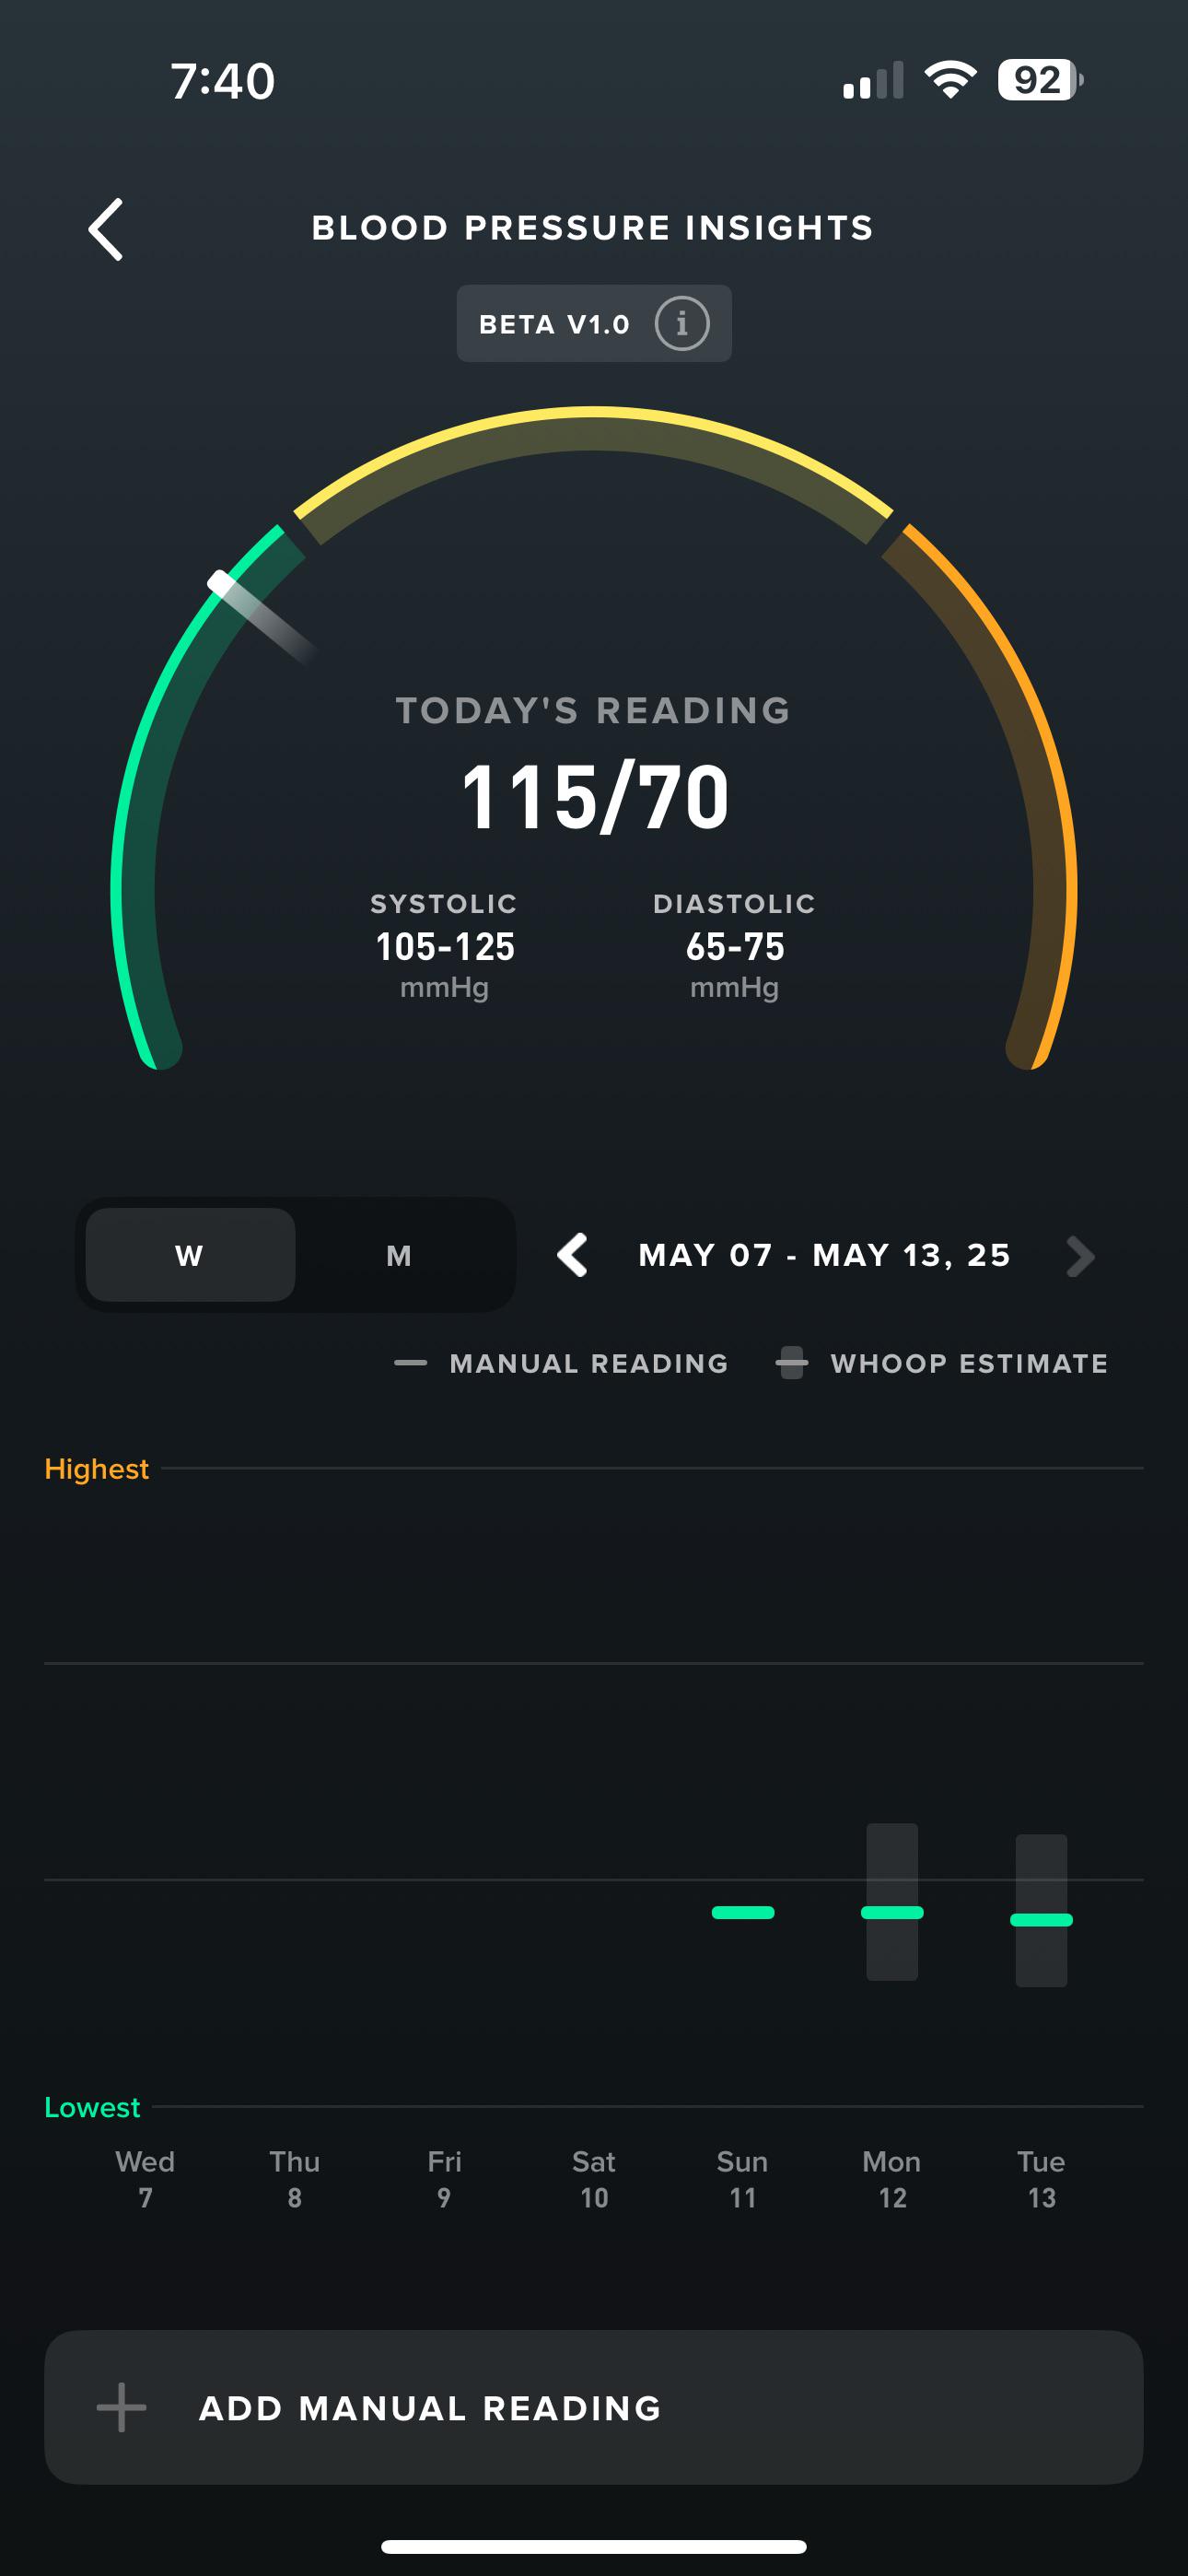 7:40
92
BLOOD PRESSURE INSIGHTS
BETA V1.0 i
TODAY'S READING
115/70
SYSTOLIC DIASTOLIC
105-125 65-75
mmHg mmHg
W M MAY 07 - MAY 13, 25
MANUAL READING WHOOP ESTIMATE
Highest
Lowest
Wed Thu Fri Sat Sun Mon Tue
7 8 9 10 11 12 13
ADD MANUAL READING